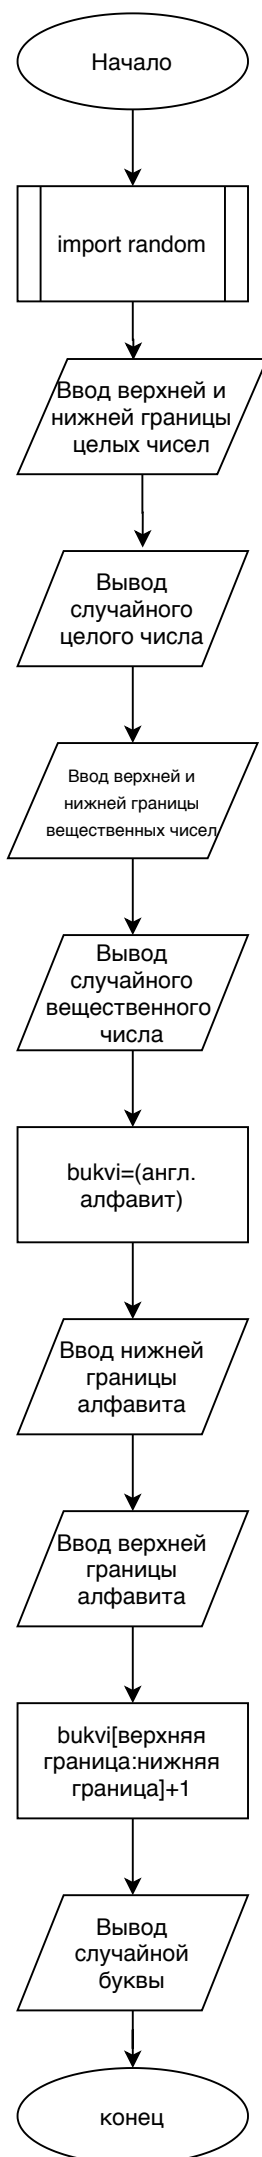 Начало
import random
Ввод верхней и
нижней границы
целых чисел
Вывод
случайного
целого числа
Ввод верхней и
нижней границы
вещественных чисел
Вывод
случайного
вещественного
числа
bukvi=(англ.
алфавит)
Ввод нижней
границы
алфавита
Ввод верхней
границы
алфавита
bukvi[верхняя
граница:нижняя
граница]+1
Вывод
случайной
буквы
конец